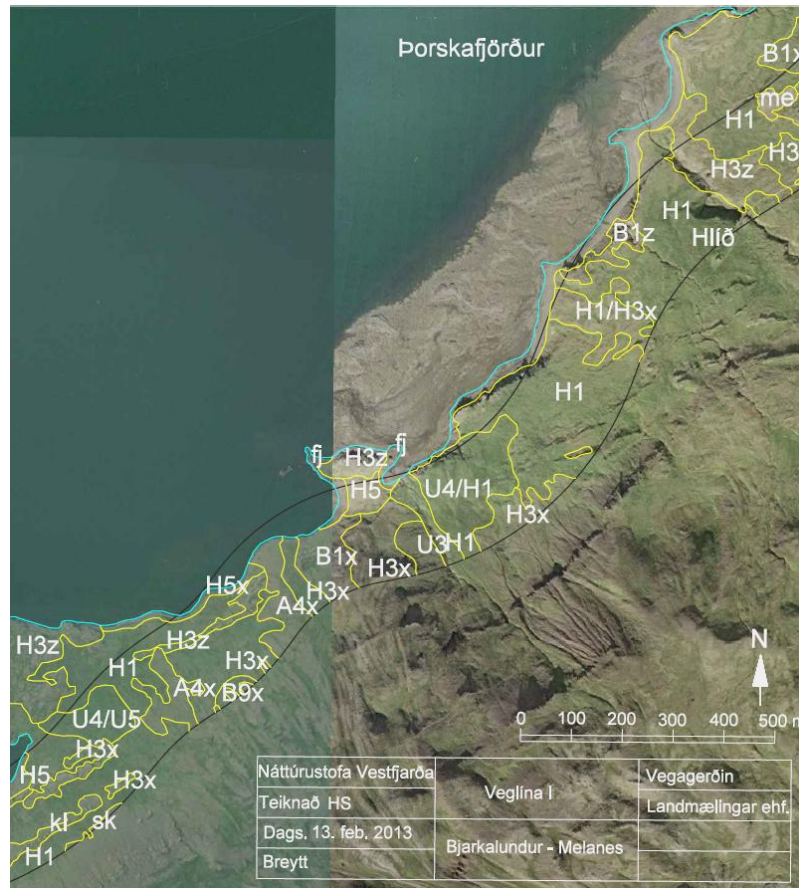 Þorskafjörður
B1x
me
H1
H3
H3z
H1
Hlíð
B1z
H1/H3x
H1
fj
fj
H3z
H5
U4/H1
H3x
B1x
U3
H1
H3x
H5x
H3x
A4x
H3z
H3z
H1
H3x
A4x
B9x
U4/U5
N
0 100 200 300 400 500 m
H3x
H5
H3x
kl
sk
H1
Náttúrustofa Vestfjarða
Veglína I
Vegagerðin
Teiknað HS
Landmælingar ehf.
Dags. 13. feb. 2013
Bjarkalundur - Melanes
Breytt